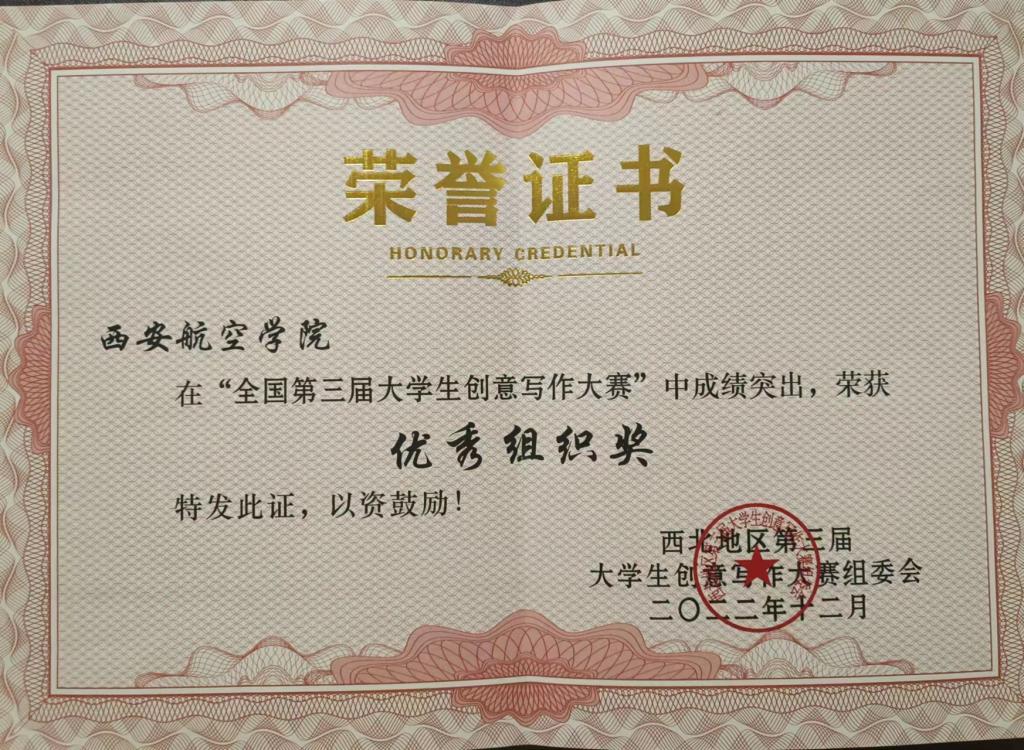 荣誉证书
HONORARY CREDENTIAL
西安航空学院
在“全国第三届大学生创意写作大赛”中成绩突出，荣获
优秀组织奖
特发此证，以资鼓励！
西北地区第三届
大学生创意写作大赛组委会
二〇二二年十二月